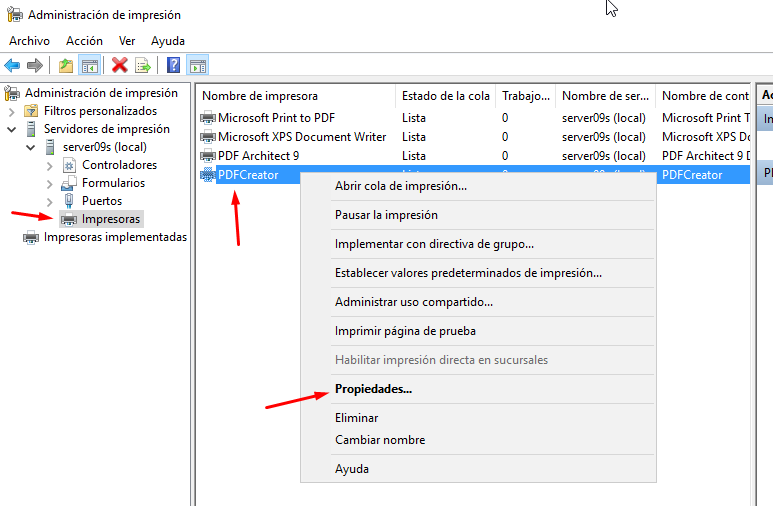 Administración de impresión
Archivo Acción Ver Ayuda
Administración de impresión
Filtros personalizados
Servidores de impresión
server09s (local)
Controladores
Formularios
Puertos
Impresoras
Impresoras implementadas
Nombre de impresora Estado de la cola Trabajo... Nombre de ser... Nombre de cont
Microsoft Print to PDF Lista 0 server09s (local) Microsoft Print T
Microsoft XPS Document Writer Lista 0 server09s (local) Microsoft XPS Do
PDF Architect 9 Lista 0 server09s (local) PDF Architect 9 D
PDFCreator PDFCreator
Abrir cola de impresión...
Pausar la impresión
Implementar con directiva de grupo...
Establecer valores predeterminados de impresión...
Administrar uso compartido...
Imprimir página de prueba
Habilitar impresión directa en sucursales
Propiedades...
Eliminar
Cambiar nombre
Ayuda
Ac
Im